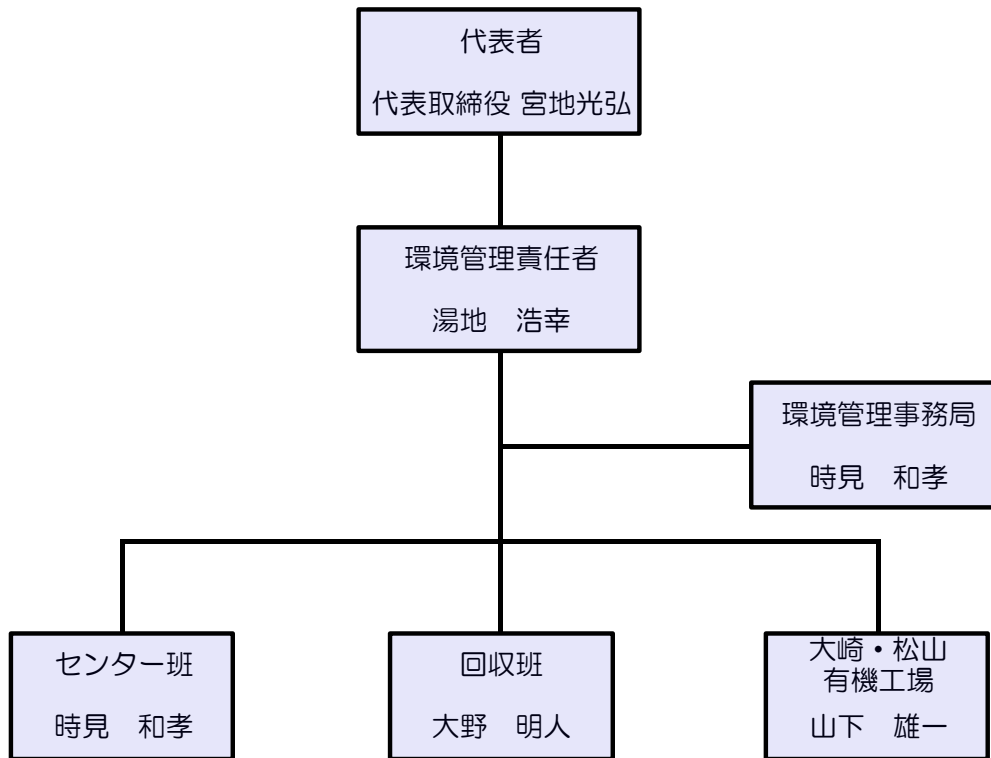 代表者
代表取締役 宮地光弘
環境管理責任者
湯地　浩幸
環境管理事務局
時見　和孝
センター班
時見　和孝
回収班
大野　明人
大崎・松山
有機工場
山下　雄一